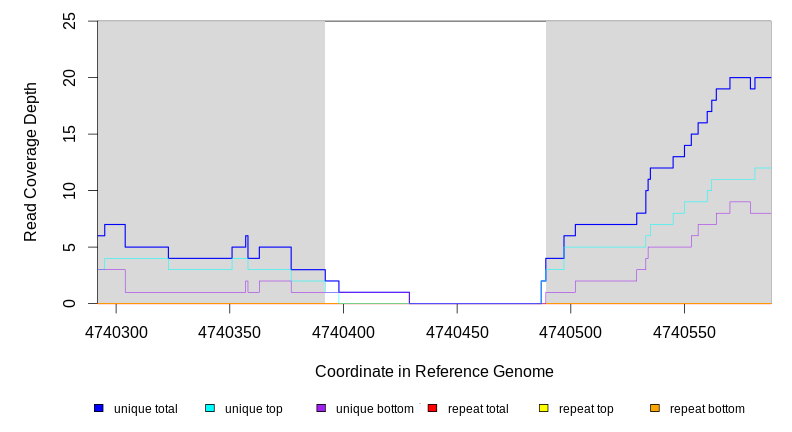 25
20
15
10
5
0
Read Coverage Depth
4740300 4740350 4740400 4740450 4740500 4740550
Coordinate in Reference Genome
unique total unique top unique bottom repeat total repeat top repeat bottom